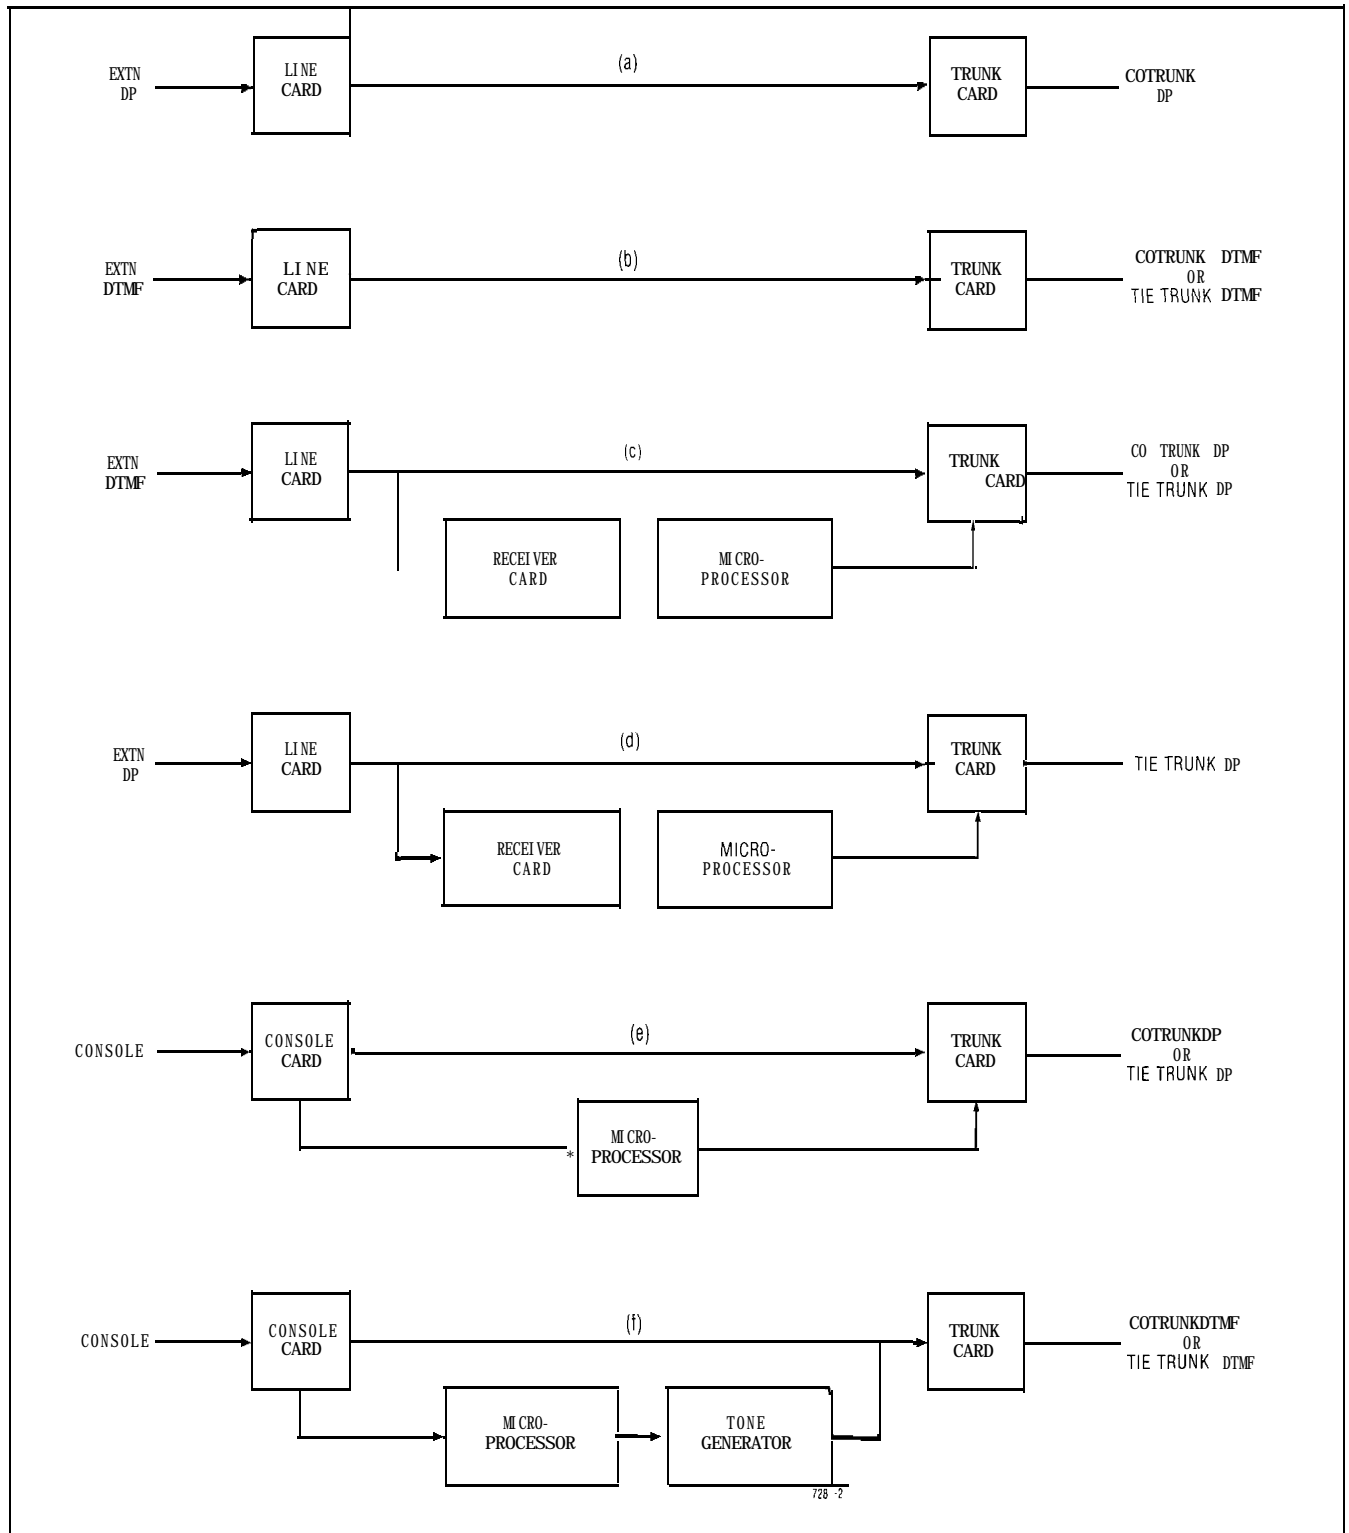 (a)
EXTN
DP
LINE
CARD
TRUNK
CARD
COTRUNK
DP
(b)
EXTN
DTMF
LINE
CARD
TRUNK
CARD
COTRUNK DTMF
OR
TIE TRUNK DTMF
(c)
EXTN
DTMF
LINE
CARD
TRUNK
CARD
CO TRUNK DP
OR
TIE TRUNK DP
RECEIVER
CARD
MICRO-
PROCESSOR
(d)
EXTN
DP
LINE
CARD
TRUNK
CARD
TIE TRUNK DP
RECEIVER
CARD
MICRO-
PROCESSOR
(e)
CONSOLE
CONSOLE
CARD
TRUNK
CARD
COTRUNKDP
OR
TIE TRUNK DP
*
MICRO-
PROCESSOR
(f)
CONSOLE
CONSOLE
CARD
TRUNK
CARD
COTRUNKDTMF
OR
TIE TRUNK DTMF
MICRO-
PROCESSOR
TONE
GENERATOR
728 -2